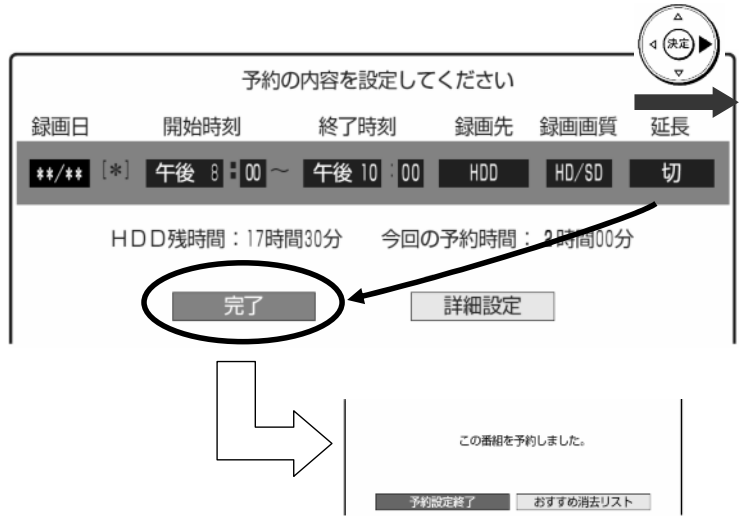 決定
予約の内容を設定してください
録画日 開始時刻 終了時刻 録画先 録画画質 延長
**/** [*] 午後 8:00～ 午後 10:00 HDD HD/SD 切
HDD残時間：17時間30分 今回の予約時間：2時間00分
完了 詳細設定
この番組を予約しました。
予約設定終了 おすすめ消去リスト